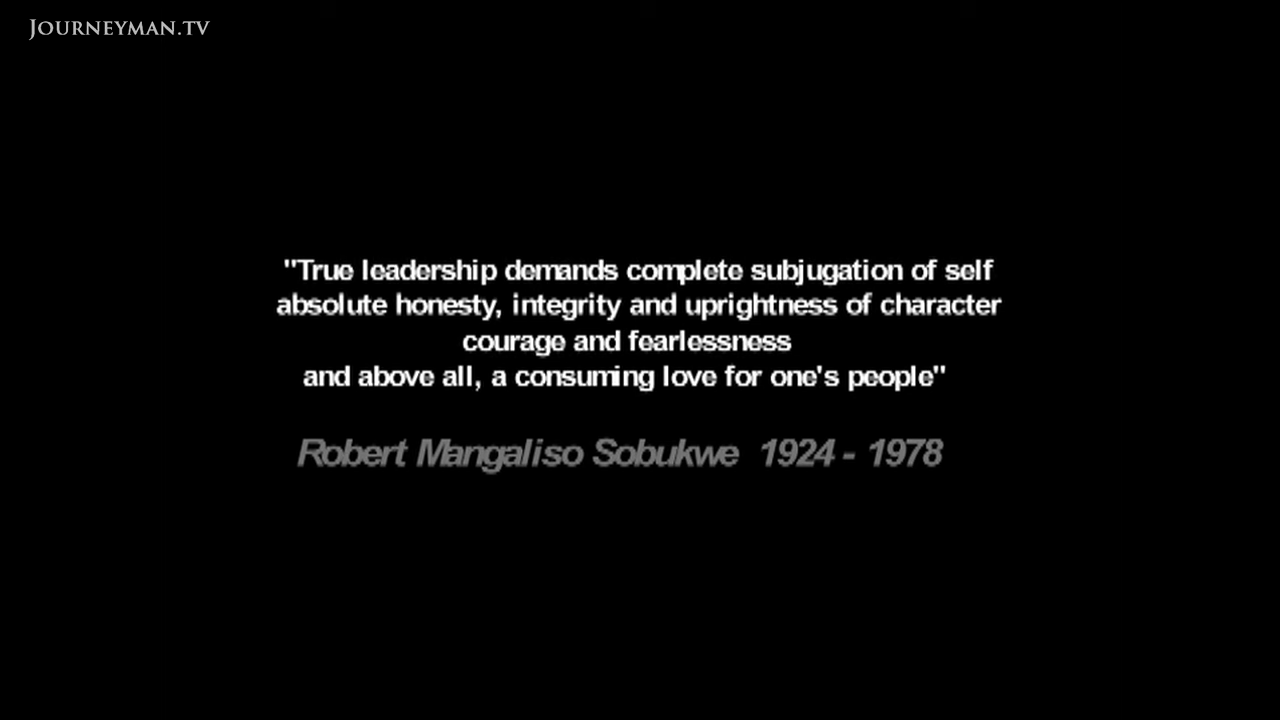 JOURNEYMAN.TV
"True leadership demands complete subjugation of self
absolute honesty, integrity and uprightness of character
courage and fearlessness
and above all, a consuming love for one's people"
Robert Mangaliso Sobukwe 1924 - 1978